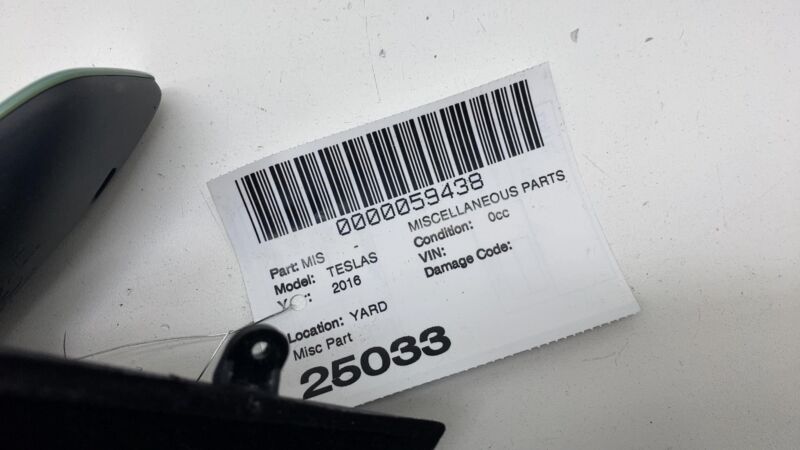 0000059438
Part: MIS - MISCELLANEOUS PARTS
Model: TESLAS Condition: 0cc
2016 VIN:
Damage Code:
Location: YARD
Misc Part
25033